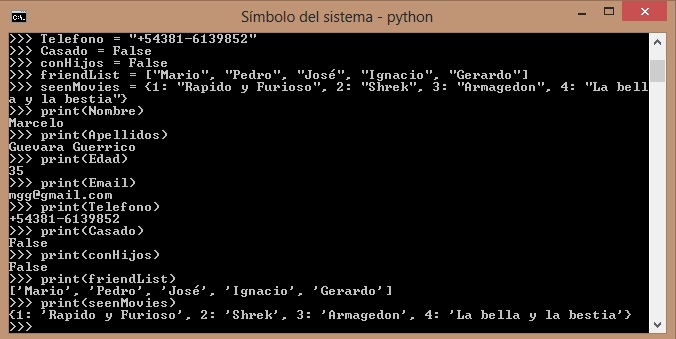 Símbolo del sistema - python
>>> Telefono = "+54381-6139852"
>>> Casado = False
>>> conHijos = False
>>> friendList = ["Mario", "Pedro", "José", "Ignacio", "Gerardo"]
>>> seenMovies = {1: "Rapido y Furioso", 2: "Shrek", 3: "Armagedon", 4: "La bell
a y la bestia"}
>>> print(Nombre)
Marcelo
>>> print(Apellidos)
Guevara Guerrico
>>> print(Edad)
35
>>> print(Email)
mgg@gmail.com
>>> print(Telefono)
+54381-6139852
>>> print(Casado)
False
>>> print(conHijos)
False
>>> print(friendList)
['Mario', 'Pedro', 'José', 'Ignacio', 'Gerardo']
>>> print(seenMovies)
{1: 'Rapido y Furioso', 2: 'Shrek', 3: 'Armagedon', 4: 'La bella y la bestia'}
>>>